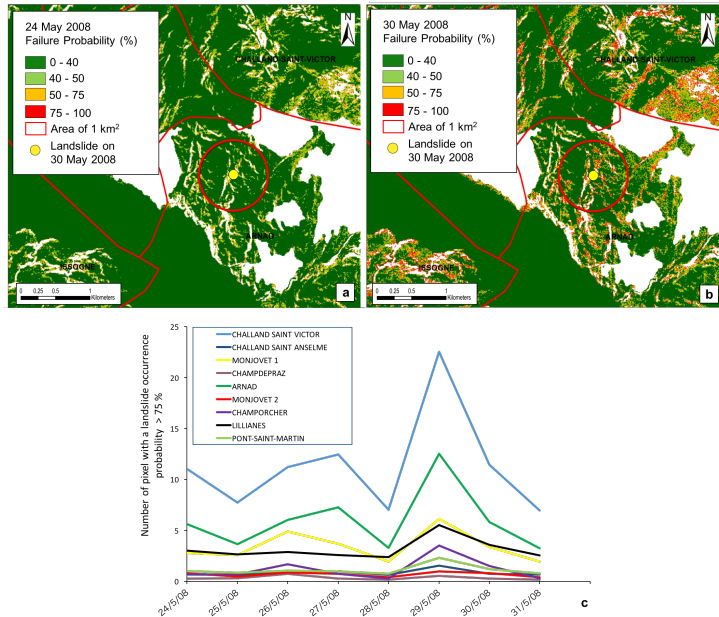 24 May 2008
Failure Probability (%)
0 - 40
40 - 50
50 - 75
75 - 100
Area of 1 km²
Landslide on
30 May 2008
N
CHALLAND-SAINT-VICTOR
ARNAD
ISSOGNE
0 0.25 0.5 1
Kilometers
a
30 May 2008
Failure Probability (%)
0 - 40
40 - 50
50 - 75
75 - 100
Area of 1 km²
Landslide on
30 May 2008
N
CHALLAND-SAINT-VICTOR
ARNAD
ISSOGNE
0 0.25 0.5 1
Kilometers
b
Number of pixel with a landslide occurrence
probability > 75 %
25
20
15
10
5
0
CHALLAND SAINT VICTOR
CHALLAND SAINT ANSELME
MONJOVET 1
CHAMPDEPRAZ
ARNAD
MONJOVET 2
CHAMPORCHER
LILLIANES
PONT-SAINT-MARTIN
24/5/08
25/5/08
26/5/08
27/5/08
28/5/08
29/5/08
30/5/08
31/5/08
c